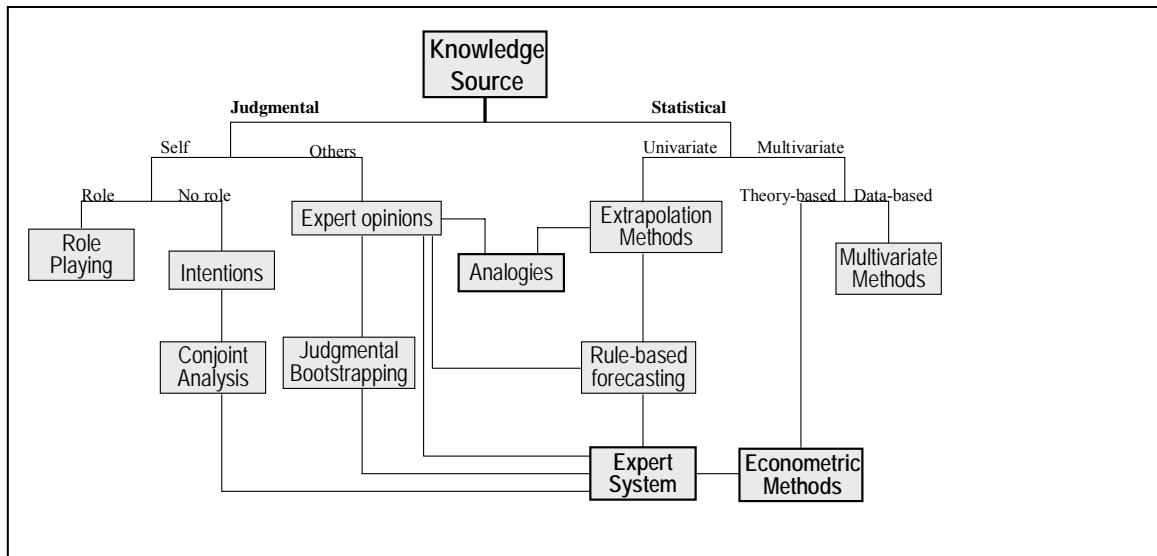 Knowledge
Source
Judgmental
Statistical
Self
Others
Univariate
Multivariate
Role
No role
Theory-based
Data-based
Role
Playing
Intentions
Expert opinions
Analogies
Extrapolation
Methods
Multivariate
Methods
Conjoint
Analysis
Judgmental
Bootstrapping
Rule-based
forecasting
Expert
System
Econometric
Methods